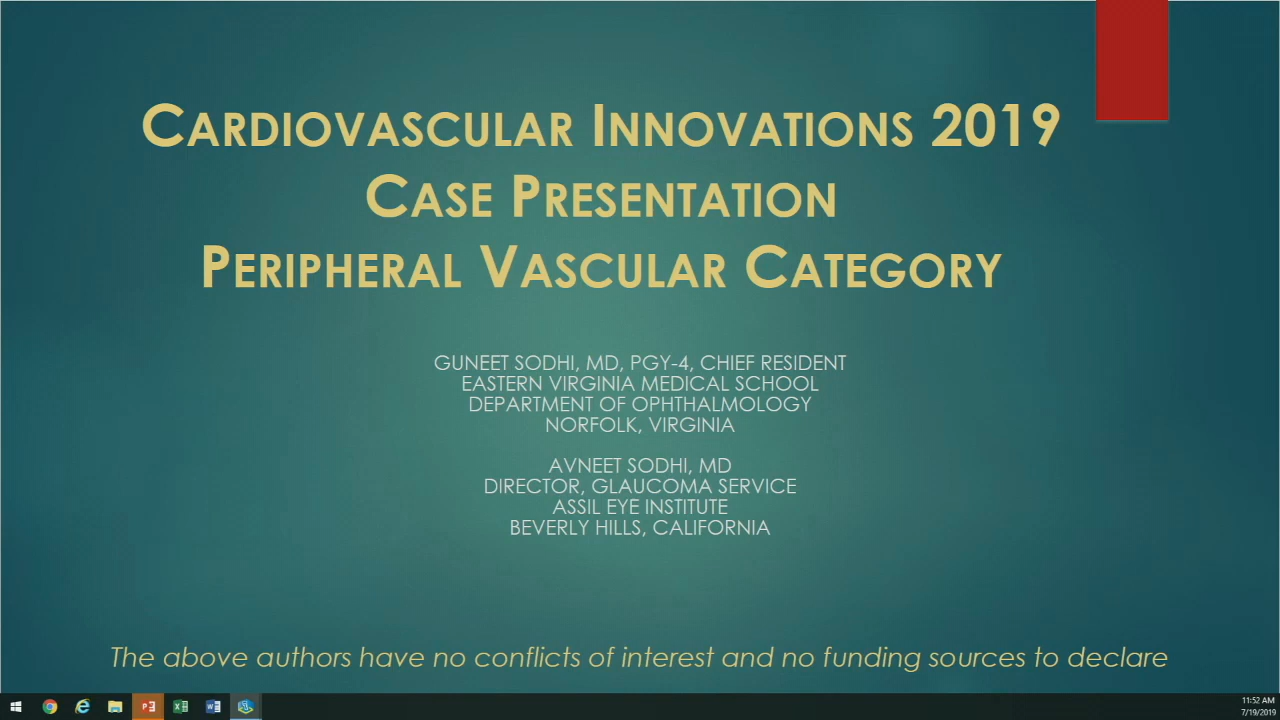 CARDIOVASCULAR INNOVATIONS 2019
CASE PRESENTATION
PERIPHERAL VASCULAR CATEGORY
GUNEET SODHI, MD, PGY-4, CHIEF RESIDENT
EASTERN VIRGINIA MEDICAL SCHOOL
DEPARTMENT OF OPHTHALMOLOGY
NORFOLK, VIRGINIA
AVNEET SODHI, MD
DIRECTOR, GLAUCOMA SERVICE
ASSIL EYE INSTITUTE
BEVERLY HILLS, CALIFORNIA
The above authors have no conflicts of interest and no funding sources to declare
11:52 AM
7/19/2019